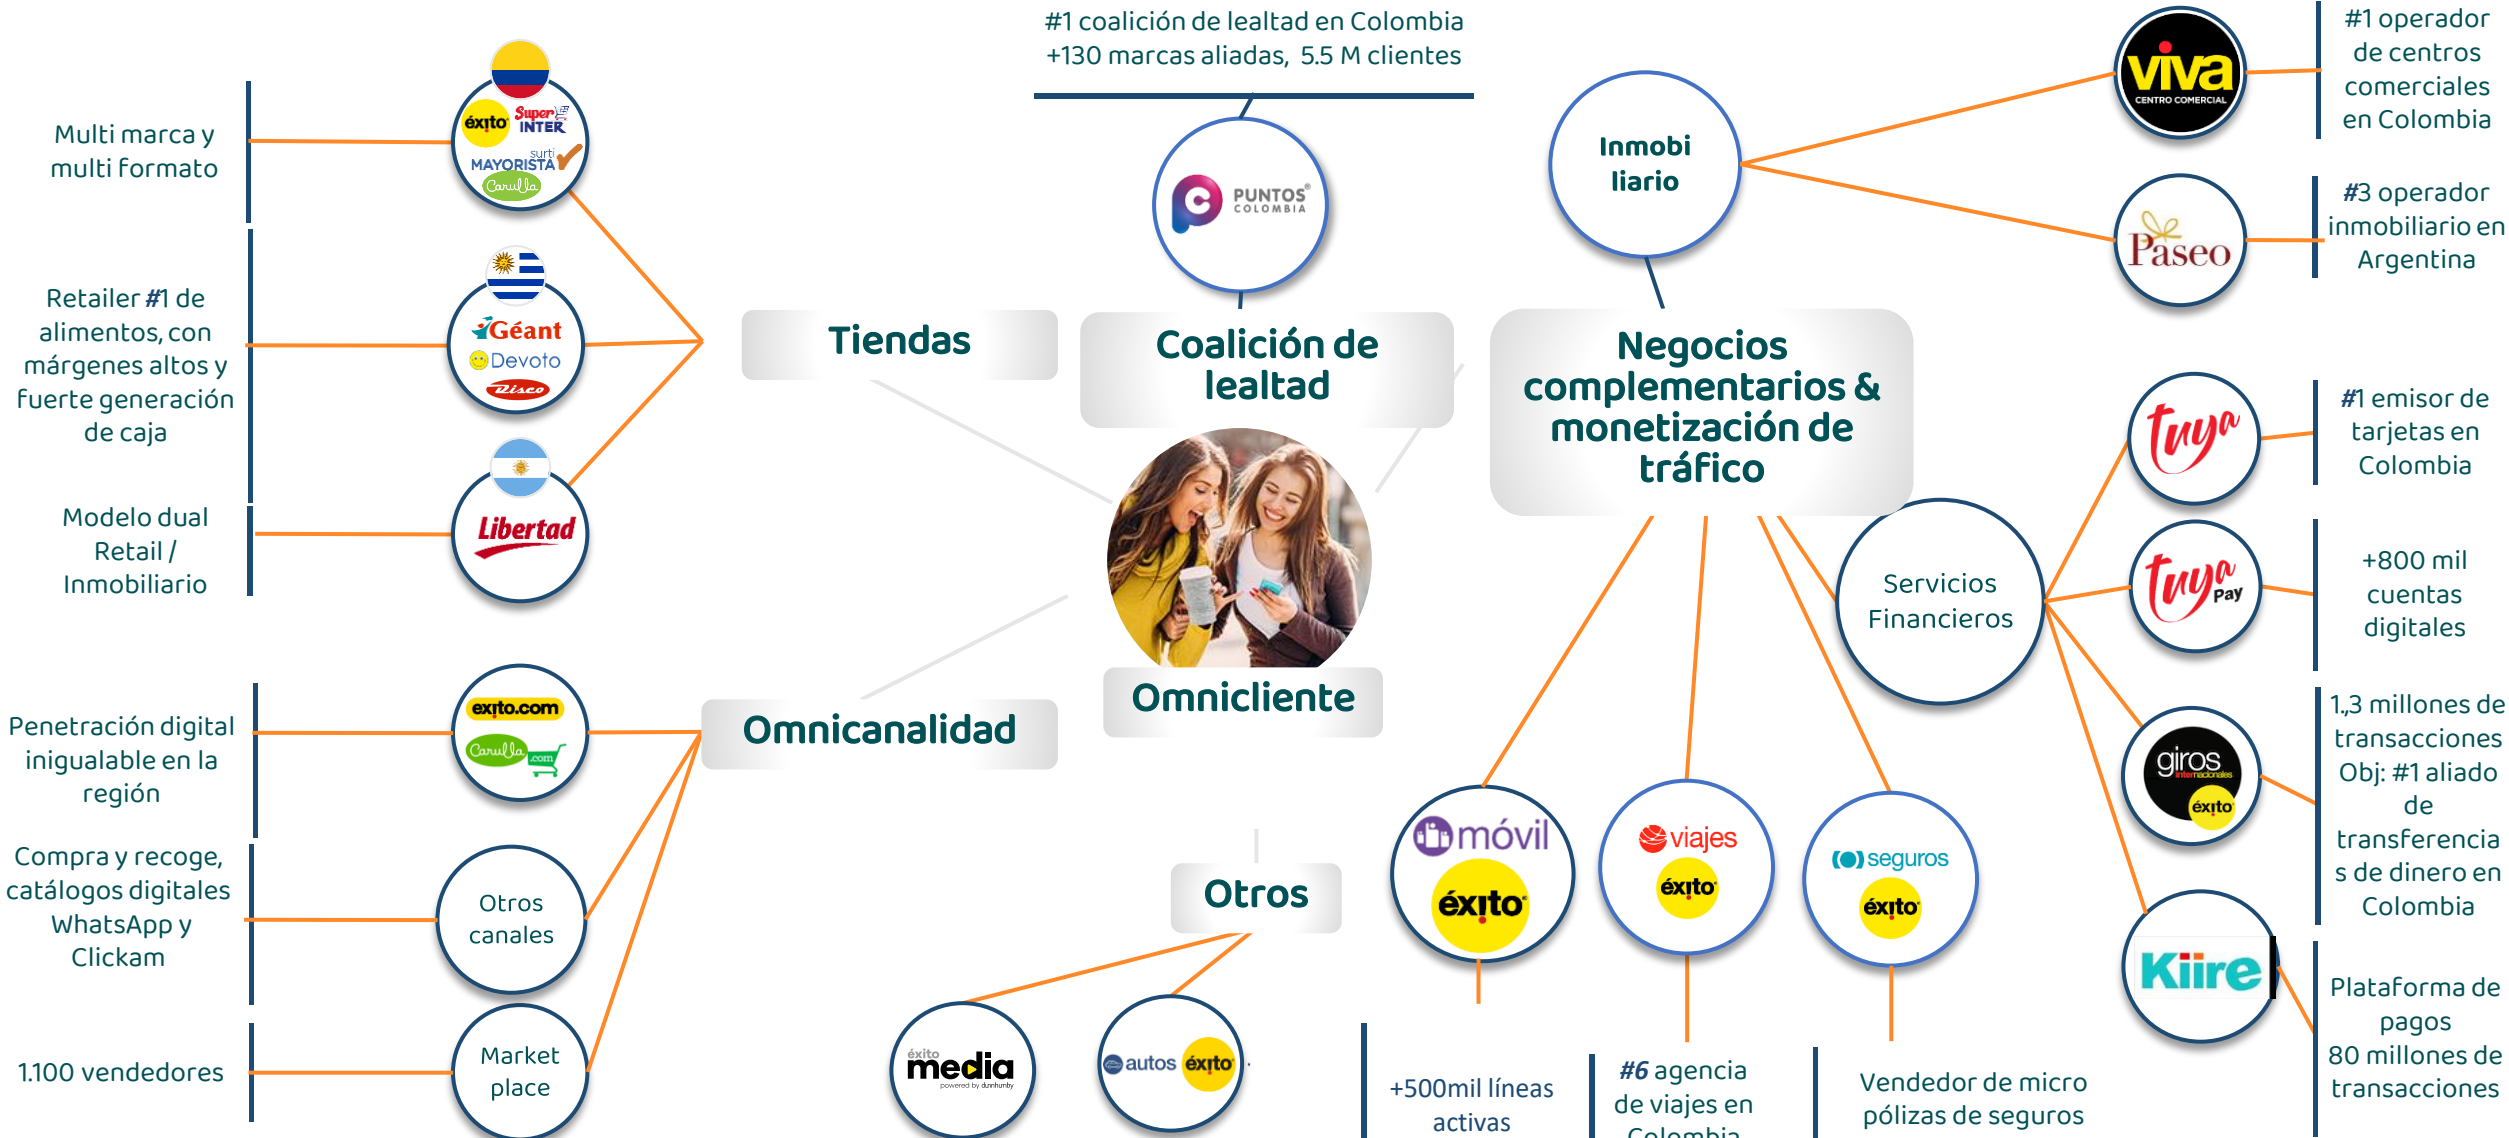 #1 coalición de lealtad en Colombia
+130 marcas aliadas, 5.5 M clientes
PUNTOS
COLOMBIA
Coalición de
lealtad
Omnicliente
Tiendas
Multi marca y
multi formato
éxito
Super
INTER
surti
MAYORISTA
Carulla
Retailer #1 de
alimentos, con
márgenes altos y
fuerte generación
de caja
Géant
Devoto
Disco
Modelo dual
Retail /
Inmobiliario
Libertad
Omnicanalidad
Penetración digital
inigualable en la
región
exito.com
Carulla
.com
Compra y recoge,
catálogos digitales
WhatsApp y
Clickam
Otros
canales
1.100 vendedores
Market
place
Otros
éxito
media
powered by dunnhumby
autos éxito
Negocios
complementarios &
monetización de
tráfico
Inmobi
liario
viva
CENTRO COMERCIAL
#1 operador
de centros
comerciales
en Colombia
Paseo
#3 operador
inmobiliario en
Argentina
Servicios
Financieros
tuya
#1 emisor de
tarjetas en
Colombia
tuya
Pay
+800 mil
cuentas
digitales
giros
internacionales
éxito
1.,3 millones de
transacciones
Obj: #1 aliado
de
transferencia
s de dinero en
Colombia
Kiire
Plataforma de
pagos
80 millones de
transacciones
móvil
éxito
+500mil líneas
activas
viajes
éxito
#6 agencia
de viajes en
Colombia
seguros
éxito
Vendedor de micro
pólizas de seguros